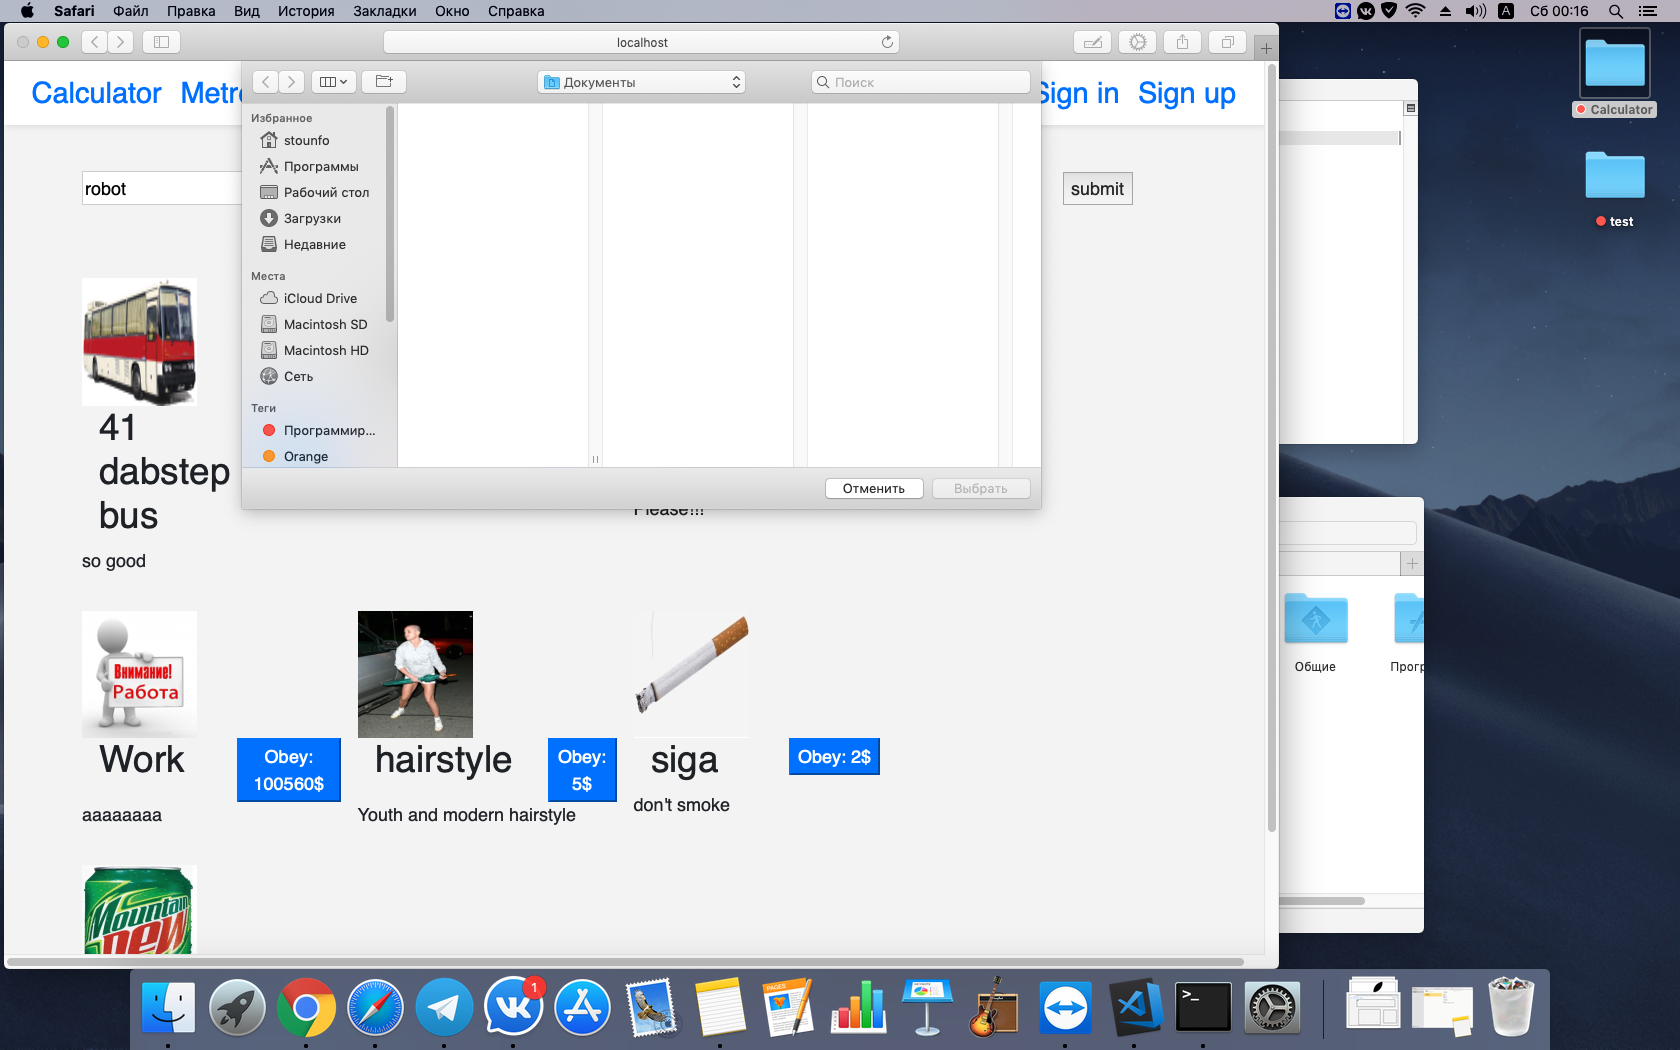 Safari Файл Правка Вид История Закладки Окно Справка
A Сб 00:16
localhost
Calculator Metr
Sign in Sign up
Документы
Поиск
Избранное
stounfo
Программы
Рабочий стол
Загрузки
Недавние
Места
iCloud Drive
Macintosh SD
Macintosh HD
Сеть
Теги
Программир...
Orange
Отменить
Выбрать
robot
submit
41
dabstep
bus
so good
Please!!!
Внимание!
Работа
Work
Obey:
100560$
aaaaaaaa
hairstyle
Obey:
5$
Youth and modern hairstyle
siga
Obey: 2$
don't smoke
Mountain
DEW
Calculator
test
Общие
Прогр
1
PAGES
>_